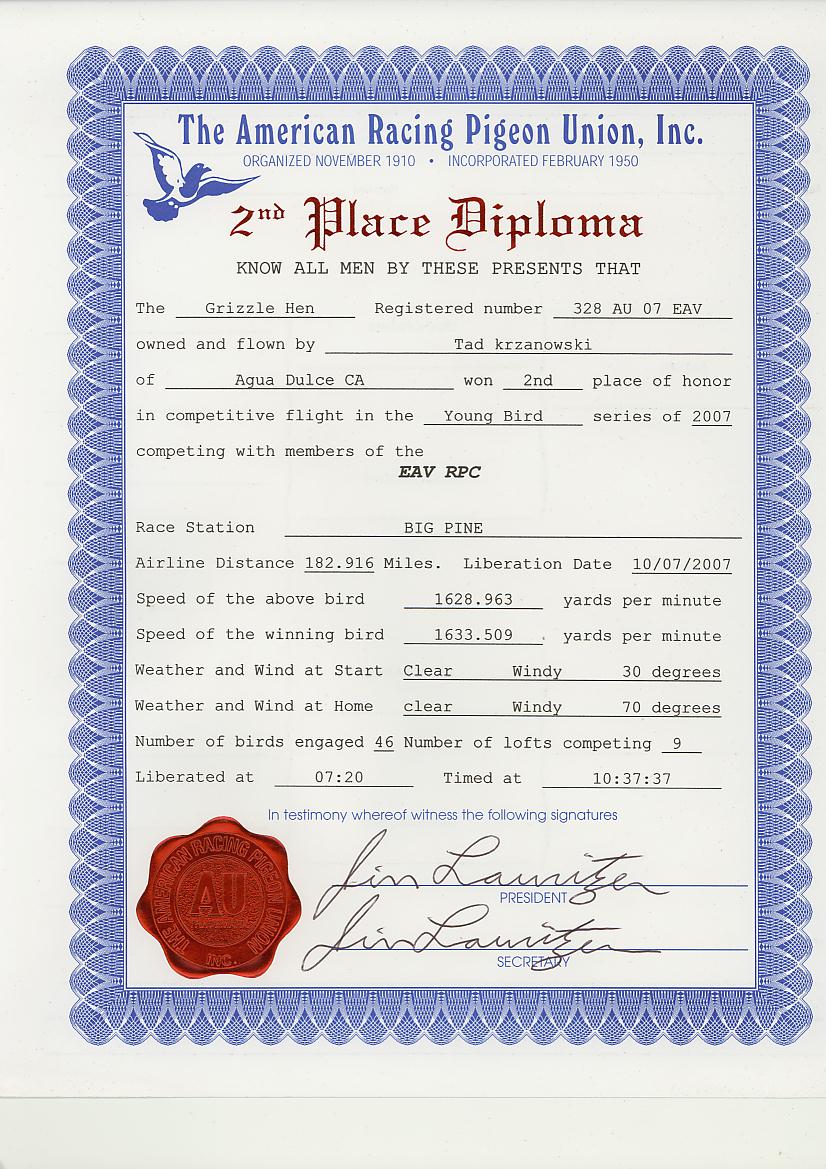 The American Racing Pigeon Union, Inc.
ORGANIZED NOVEMBER 1910 • INCORPORATED FEBRUARY 1950
2nd Place Diploma
KNOW ALL MEN BY THESE PRESENTS THAT
The Grizzle Hen Registered number 328 AU 07 EAV
owned and flown by Tad krzanowski
of Agua Dulce CA won 2nd place of honor
in competitive flight in the Young Bird series of 2007
competing with members of the
EAV RPC
Race Station BIG PINE
Airline Distance 182.916 Miles. Liberation Date 10/07/2007
Speed of the above bird 1628.963 yards per minute
Speed of the winning bird 1633.509 yards per minute
Weather and Wind at Start Clear Windy 30 degrees
Weather and Wind at Home clear Windy 70 degrees
Number of birds engaged 46 Number of lofts competing 9
Liberated at 07:20 Timed at 10:37:37
In testimony whereof witness the following signatures
Jim Lawritzen
PRESIDENT
Jim Lawritzen
SECRETARY
THE AMERICAN RACING PIGEON UNION
AU
INC.